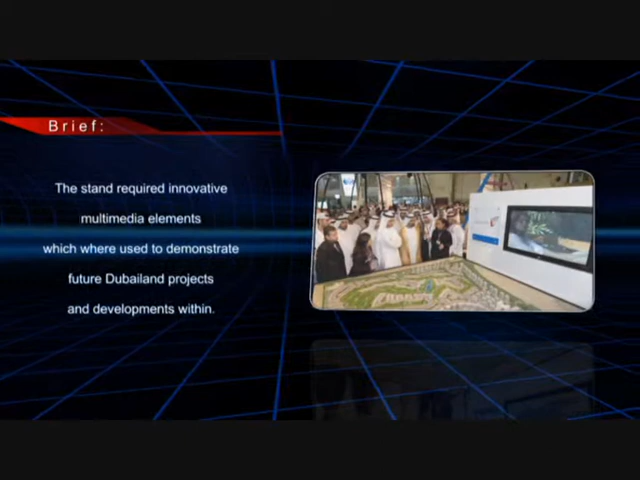 Brief:
The stand required innovative
multimedia elements
which where used to demonstrate
future Dubailand projects
and developments within.